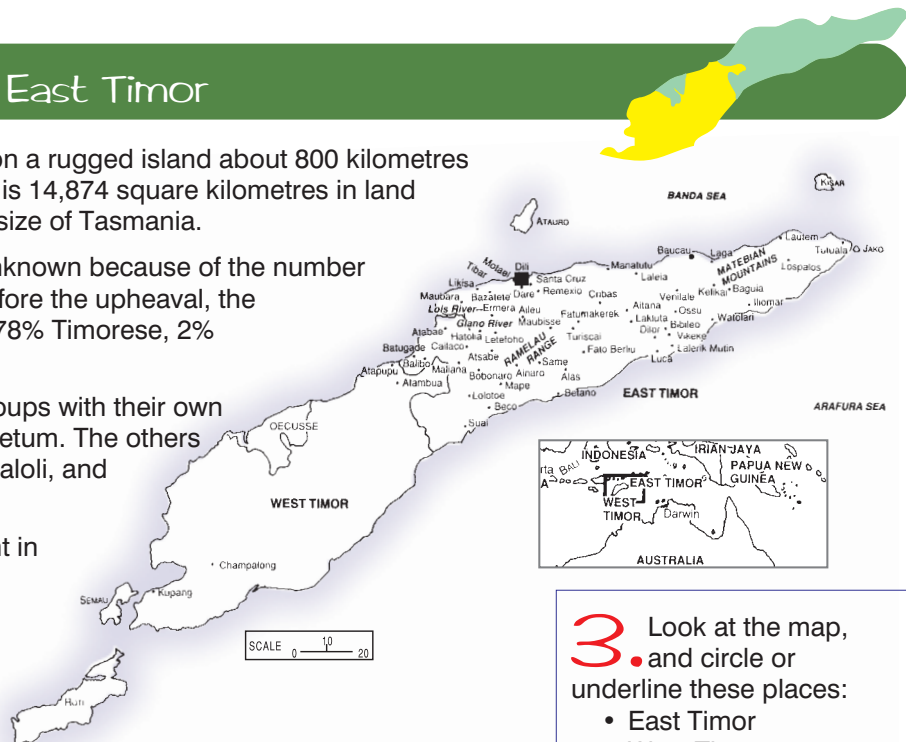 East Timor
on a rugged island about 800 kilometres
is 14,874 square kilometres in land
size of Tasmania.
known because of the number
fore the upheaval, the
78% Timorese, 2%
oups with their own
etum. The others
aloli, and
nt in
BANDA SEA
KISAR
ATAURO
Lautem
Tutuala
JAKO
Baucau
Laga
MATEBIAN
MOUNTAINS
Lospalos
Dili
Motael
Tibar
Manatutu
Laleia
Likisa
Santa Cruz
Maubara
Bazatete
Dare
Remexio
Cribas
Venilale
Kelikai
Baguia
Iliomar
Lois River
Ermera
Aileu
Aitana
Ossu
Fatumakerek
Watolari
Glano River
Maubisse
Lakluta
Bibileo
Atabae
Hatolia
Letefoho
Turiscai
Dilor
Vikeke
Batugade
Cailaco
RAMELAU
RANGE
Fato Berliu
Lalerik Mutin
Atsabe
Same
Luca
Balibo
Maliana
Atapupu
Bobonaro
Ainaro
Alas
Atambua
Mape
Lolotoe
Betano
EAST TIMOR
Beco
Suai
ARAFURA SEA
OECUSSE
WEST TIMOR
Champalong
SEMAU
Kupang
SCALE
0 10 20
INDONESIA
IRIAN JAYA
rta BALI
A
PAPUA NEW
GUINEA
EAST TIMOR
WEST
TIMOR
Darwin
AUSTRALIA
3. Look at the map,
and circle or
underline these places:
• East Timor